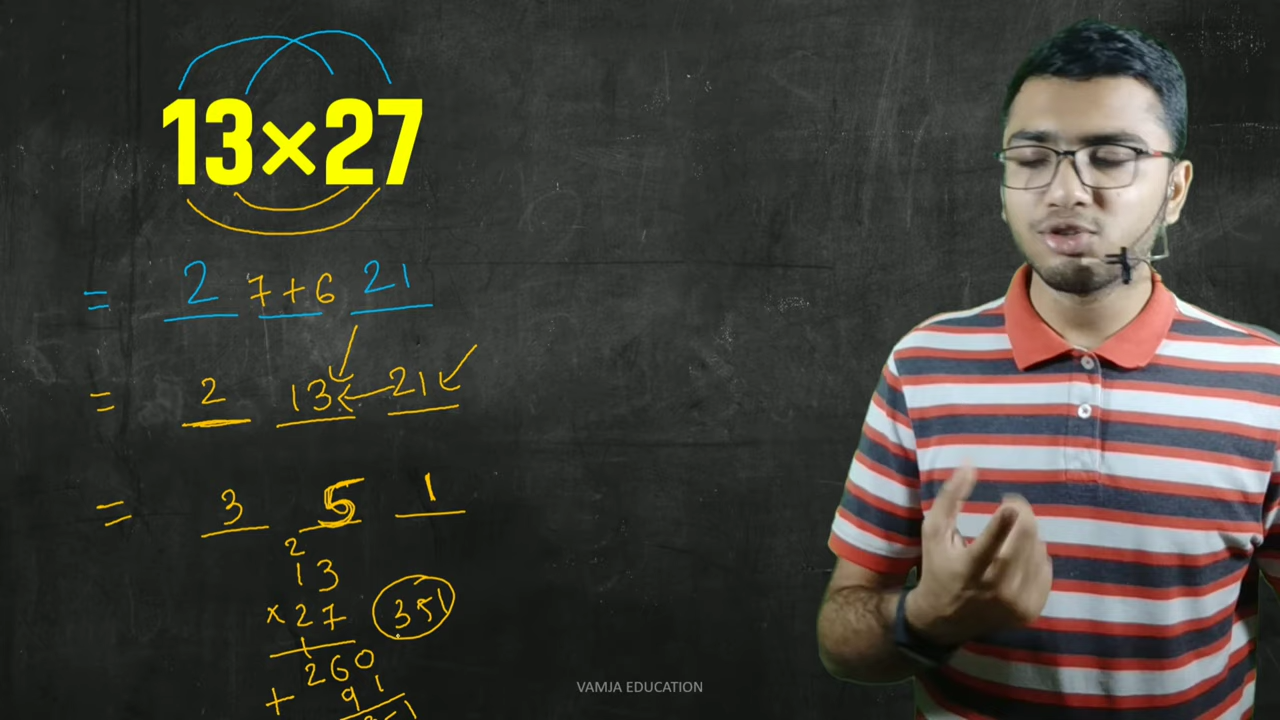 13×27
= 2 7+6 21
= 2 13 21
= 3 5 1
2
13
×27
351
1
260
+ 91
VAMJA EDUCATION